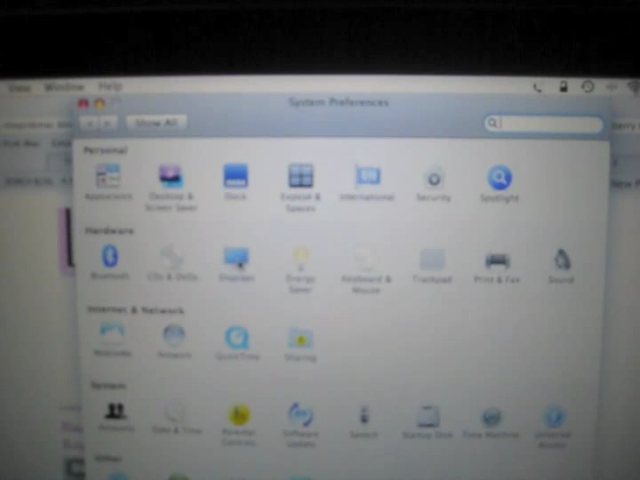 View Window Help
System Preferences
Show All
Personal
Appearance Desktop & Screen Saver Dock Exposé & Spaces International Security Spotlight
Hardware
Bluetooth CDs & DVDs Displays Energy Saver Keyboard & Mouse Trackpad Print & Fax Sound
Internet & Network
Network QuickTime Sharing
System
Accounts Date & Time Parental Controls Software Update Speech Startup Disk Time Machine Universal Access
Other